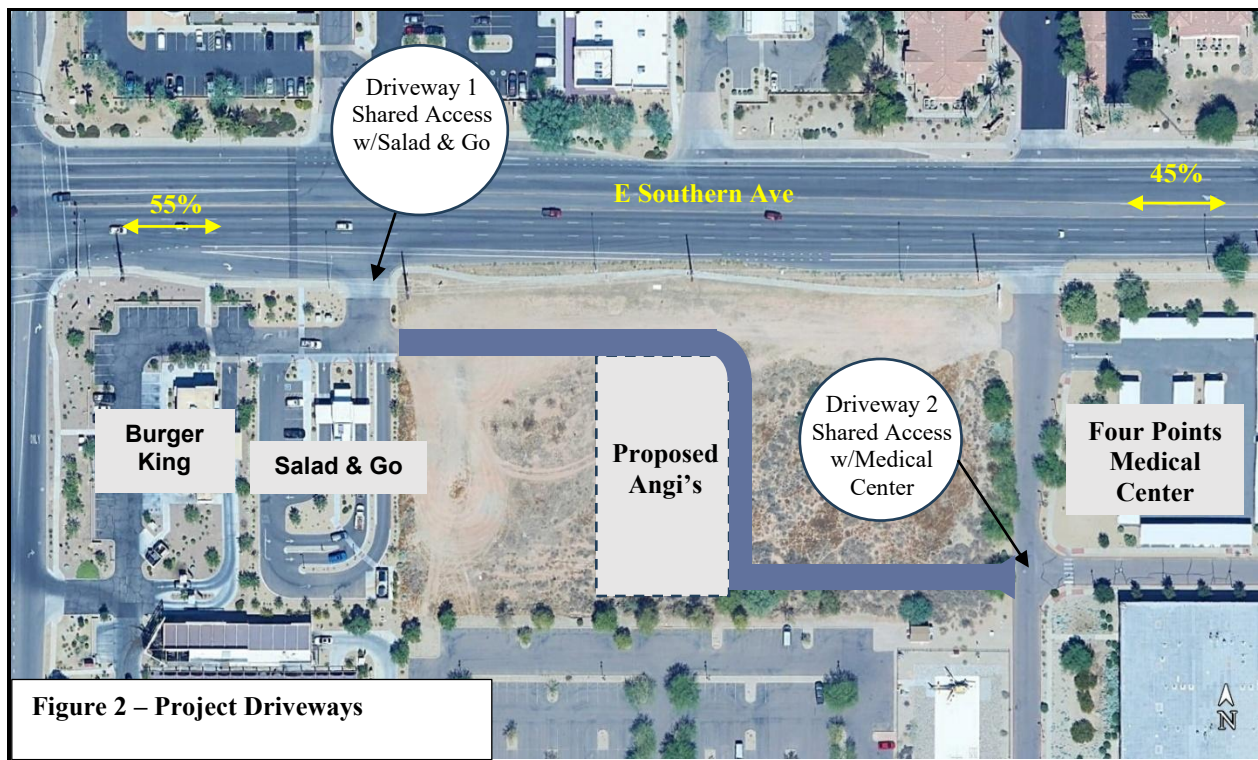 Driveway 1
Shared Access
w/Salad & Go
55%
E Southern Ave
45%
Burger
King
Salad & Go
Proposed
Angi's
Driveway 2
Shared Access
w/Medical
Center
Four Points
Medical
Center
Figure 2 – Project Driveways
N